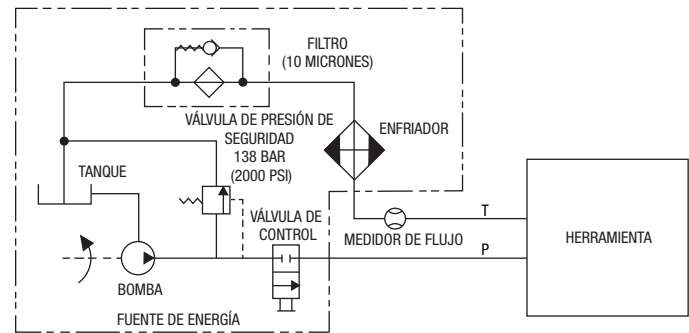 FILTRO
(10 MICRONES)
VÁLVULA DE PRESIÓN DE
SEGURIDAD
138 BAR
(2000 PSI)
ENFRIADOR
TANQUE
VÁLVULA DE
CONTROL
T
MEDIDOR DE FLUJO
HERRAMIENTA
P
BOMBA
FUENTE DE ENERGÍA